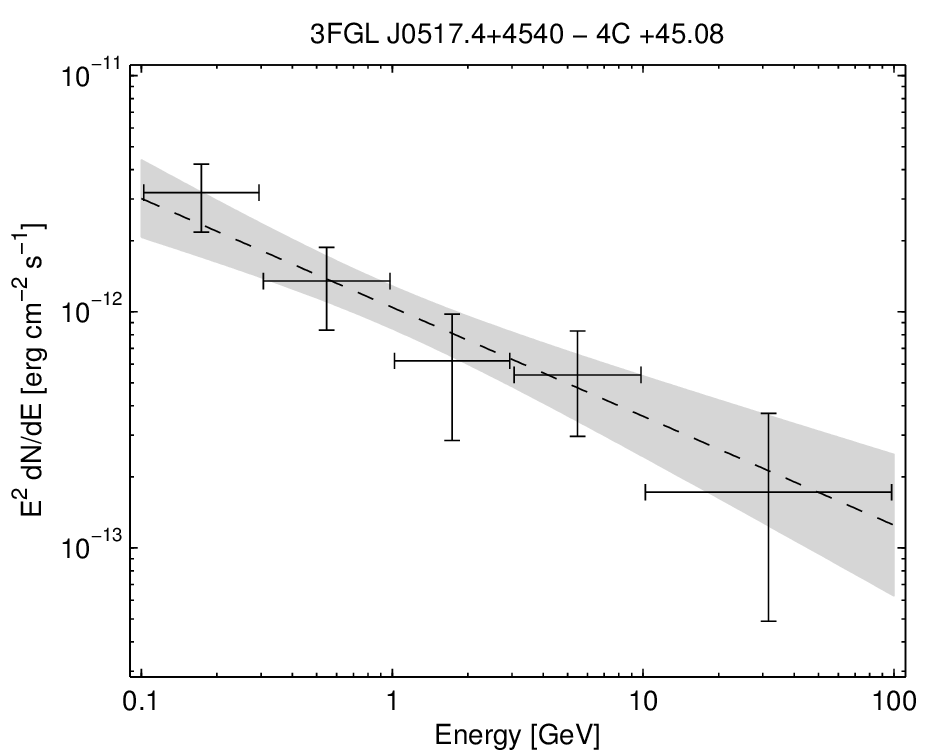 3FGL J0517.4+4540 − 4C +45.08
10⁻¹¹
10⁻¹²
10⁻¹³
E² dN/dE [erg cm⁻² s⁻¹]
0.1 1 10 100
Energy [GeV]